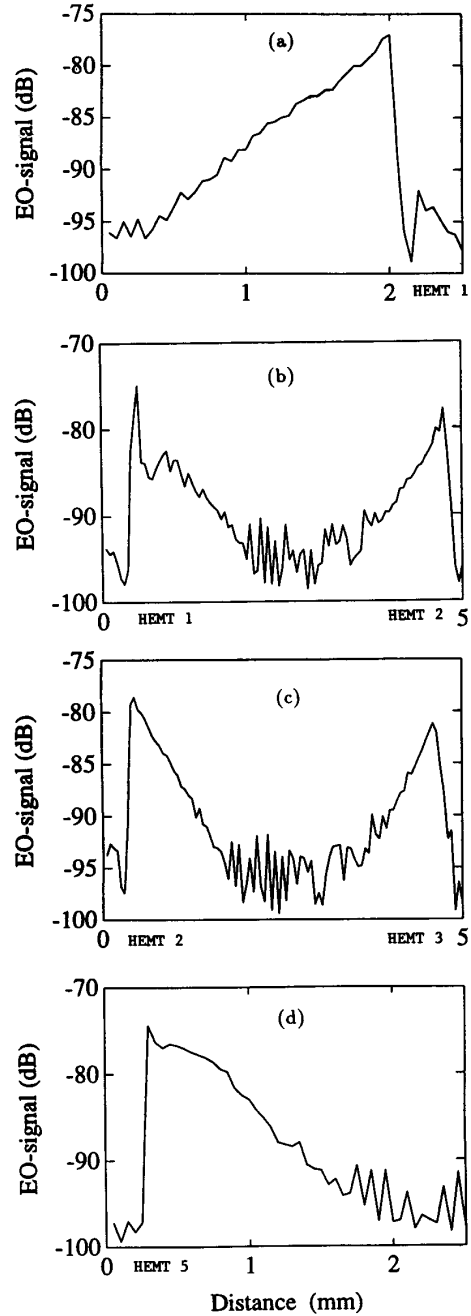 -75
(a)
-80
-85
-90
-95
-100
EO-signal (dB)
0 1 2 HEMT 1
-70
(b)
-80
-90
-100
EO-signal (dB)
0 HEMT 1 HEMT 2 5
-75
(c)
-80
-85
-90
-95
-100
EO-signal (dB)
0 HEMT 2 HEMT 3 5
-70
(d)
-80
-90
-100
EO-signal (dB)
0 HEMT 5 1 2
Distance (mm)